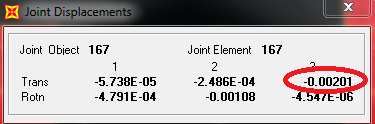 Joint Displacements
Joint Object 167 Joint Element 167
1 2 3
Trans -5.738E-05 -2.486E-04 -0.00201
Rotn -4.791E-04 -0.00108 -4.547E-06